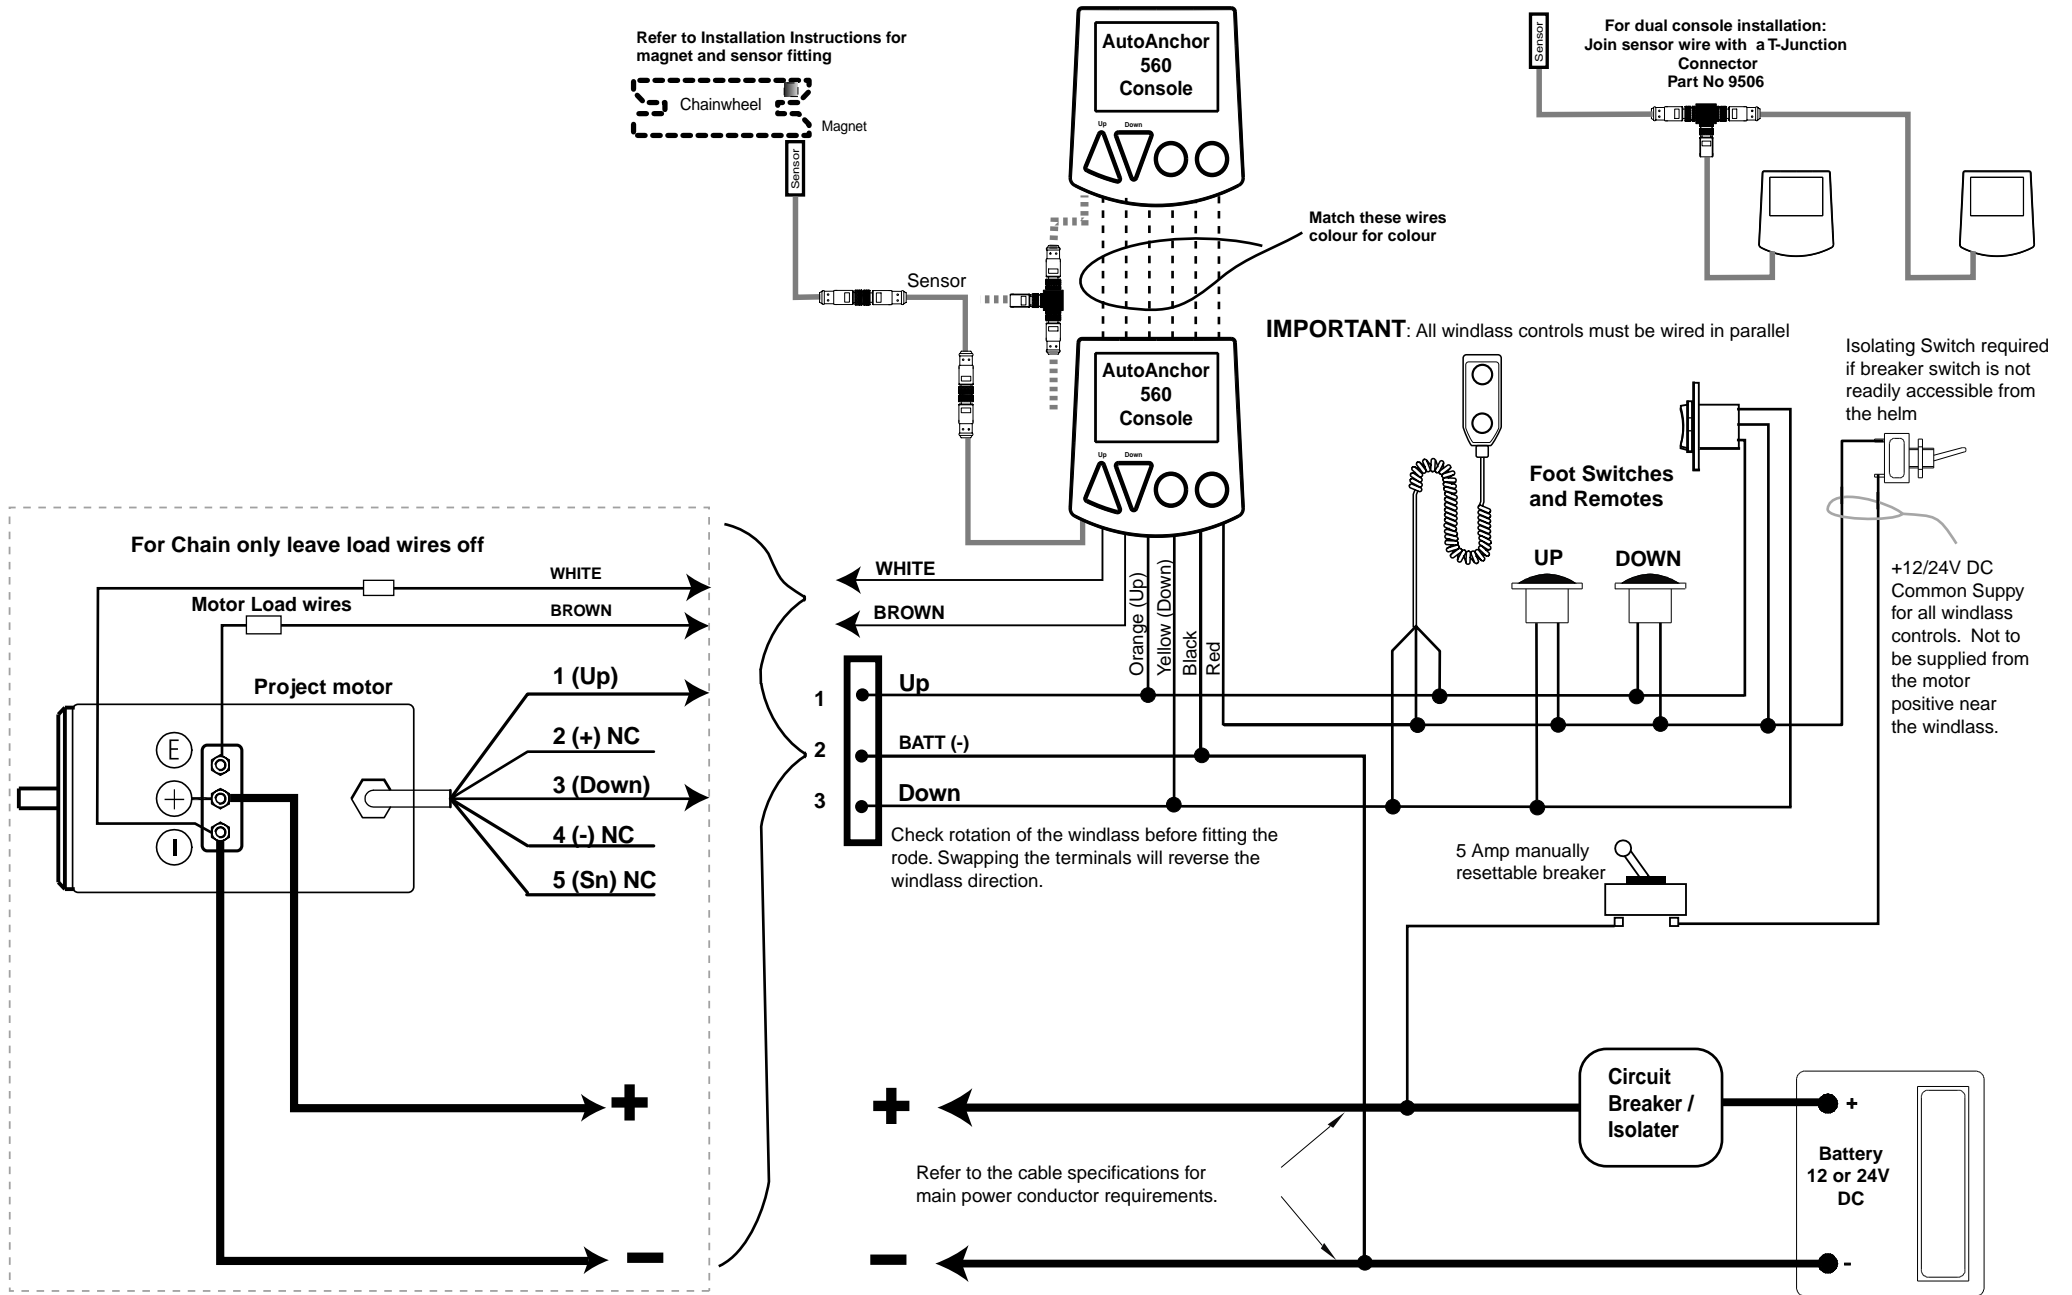 Refer to Installation Instructions for
magnet and sensor fitting
Chainwheel
Magnet
Sensor
Sensor
AutoAnchor
560
Console
Up
Down
Match these wires
colour for colour
Sensor
For dual console installation:
Join sensor wire with a T-Junction
Connector
Part No 9506
IMPORTANT: All windlass controls must be wired in parallel
AutoAnchor
560
Console
Up
Down
Isolating Switch required
if breaker switch is not
readily accessible from
the helm
Foot Switches
and Remotes
UP
DOWN
+12/24V DC
Common Suppy
for all windlass
controls. Not to
be supplied from
the motor
positive near
the windlass.
For Chain only leave load wires off
WHITE
Motor Load wires
BROWN
WHITE
BROWN
Orange (Up)
Yellow (Down)
Black
Red
Project motor
E
+
I
1 (Up)
2 (+) NC
3 (Down)
4 (-) NC
5 (Sn) NC
1
Up
2
BATT (-)
3
Down
Check rotation of the windlass before fitting the
rode. Swapping the terminals will reverse the
windlass direction.
5 Amp manually
resettable breaker
+
+
Circuit
Breaker /
Isolater
+
Battery
12 or 24V
DC
-
Refer to the cable specifications for
main power conductor requirements.
-
-